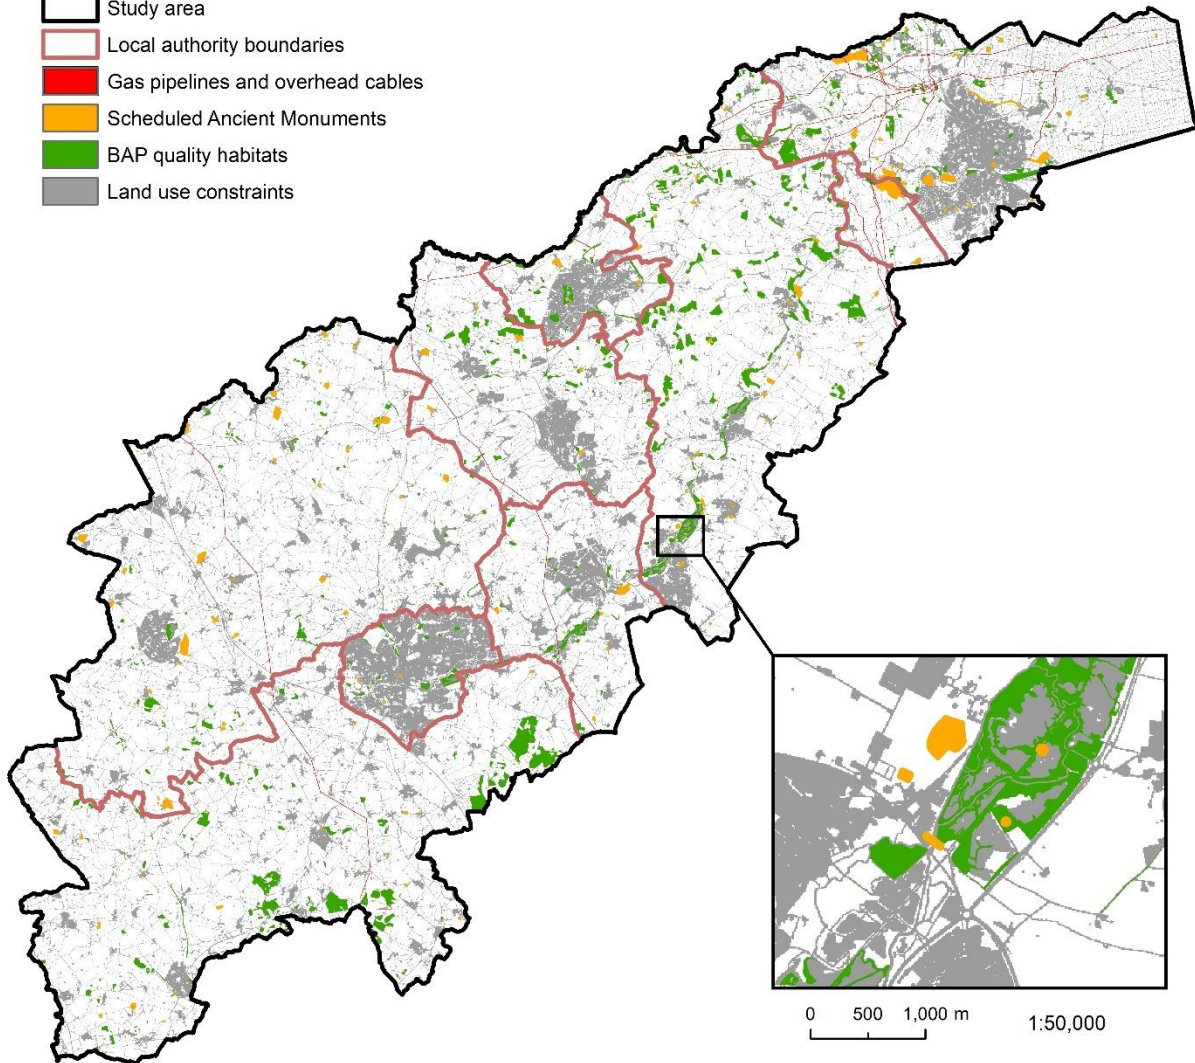 Study area
Local authority boundaries
Gas pipelines and overhead cables
Scheduled Ancient Monuments
BAP quality habitats
Land use constraints
0 500 1,000 m
1:50,000